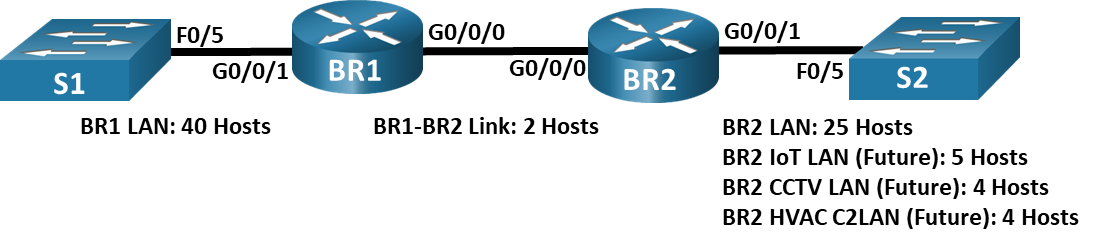 F0/5
G0/0/1
S1
BR1
G0/0/0
G0/0/0
BR2
G0/0/1
F0/5
S2
BR1 LAN: 40 Hosts
BR1-BR2 Link: 2 Hosts
BR2 LAN: 25 Hosts
BR2 IoT LAN (Future): 5 Hosts
BR2 CCTV LAN (Future): 4 Hosts
BR2 HVAC C2LAN (Future): 4 Hosts